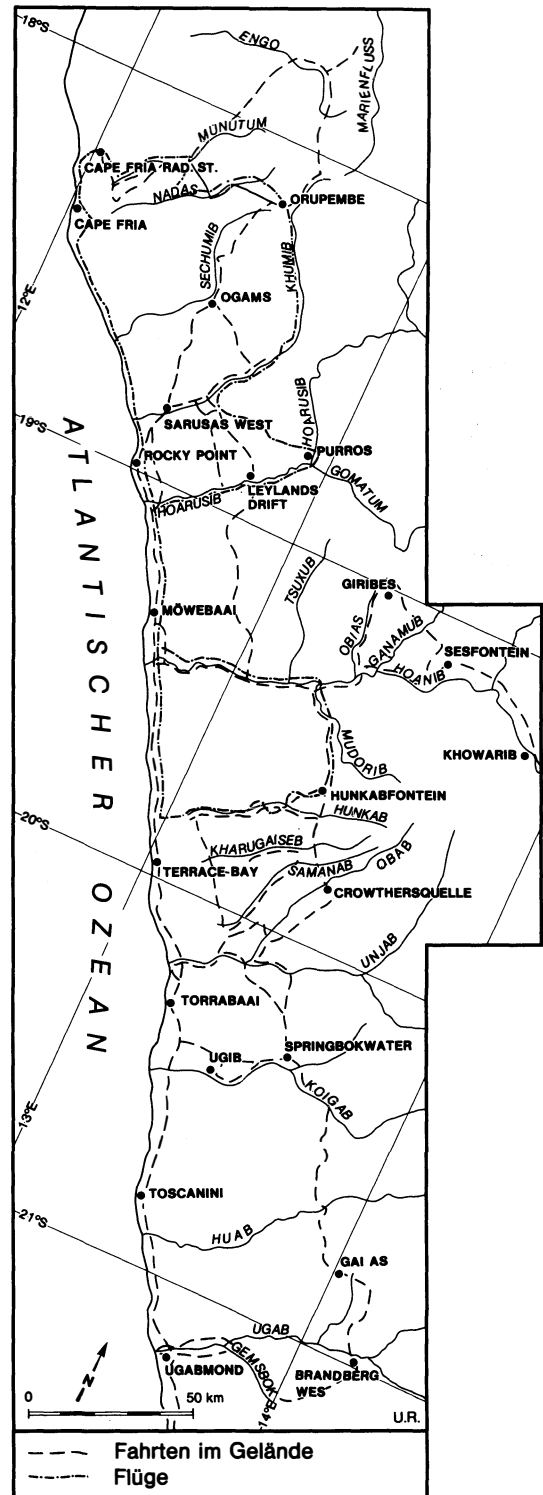 18°S
ENGO
MARIENFLUSS
MUNUTUM
CAPE FRIA RAD. ST.
NADAS
ORUPEMBE
CAPE FRIA
SECHUMIB
KHUMIB
OGAMS
12°E
HOARUSIB
SARUSAS WEST
19°S
ROCKY POINT
PURROS
LEYLANDS
DRIFT
GOMATUM
HOARUSIB
ATLANTISCHER OZEAN
TSUXUB
GIRIBES
MÖWEBAAI
OBIAS
GANAMUB
SESFONTEIN
HOANIB
MUDORIB
KHOWARIB
HUNKABFONTEIN
20°S
HUNKAB
KHARUGAISEB
TERRACE-BAY
SAMANAB
OBAB
CROWTHERSQUELLE
UNJAB
TORRABAAI
SPRINGBOKWATER
UGIB
KOIGAB
13°E
TOSCANINI
21°S
HUAB
GAI AS
UGAB
UGABMOND
GEMSBOK
BRANDBERG
WES
N
0 50 km
14°E
U.R.
Fahrten im Gelände
Flüge